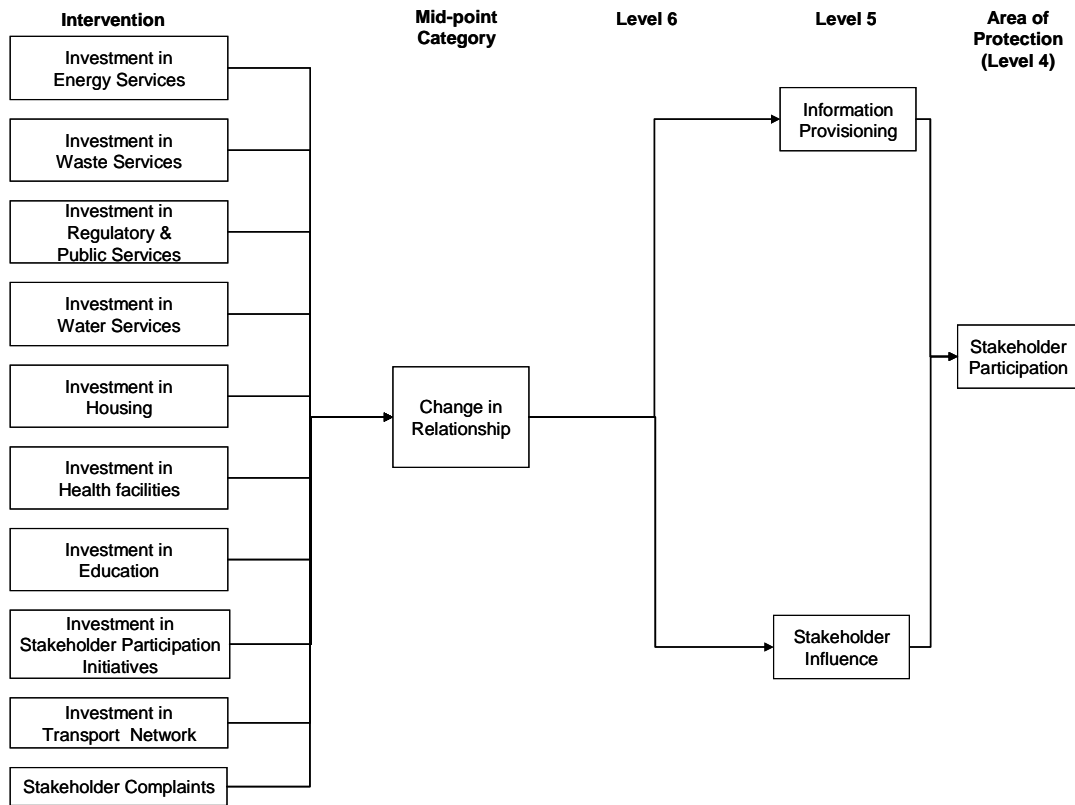 Intervention
Mid-point
Category
Level 6
Level 5
Area of
Protection
(Level 4)
Investment in
Energy Services
Investment in
Waste Services
Investment in
Regulatory &
Public Services
Investment in
Water Services
Investment in
Housing
Investment in
Health facilities
Investment in
Education
Investment in
Stakeholder Participation
Initiatives
Investment in
Transport Network
Stakeholder Complaints
Change in
Relationship
Information
Provisioning
Stakeholder
Influence
Stakeholder
Participation